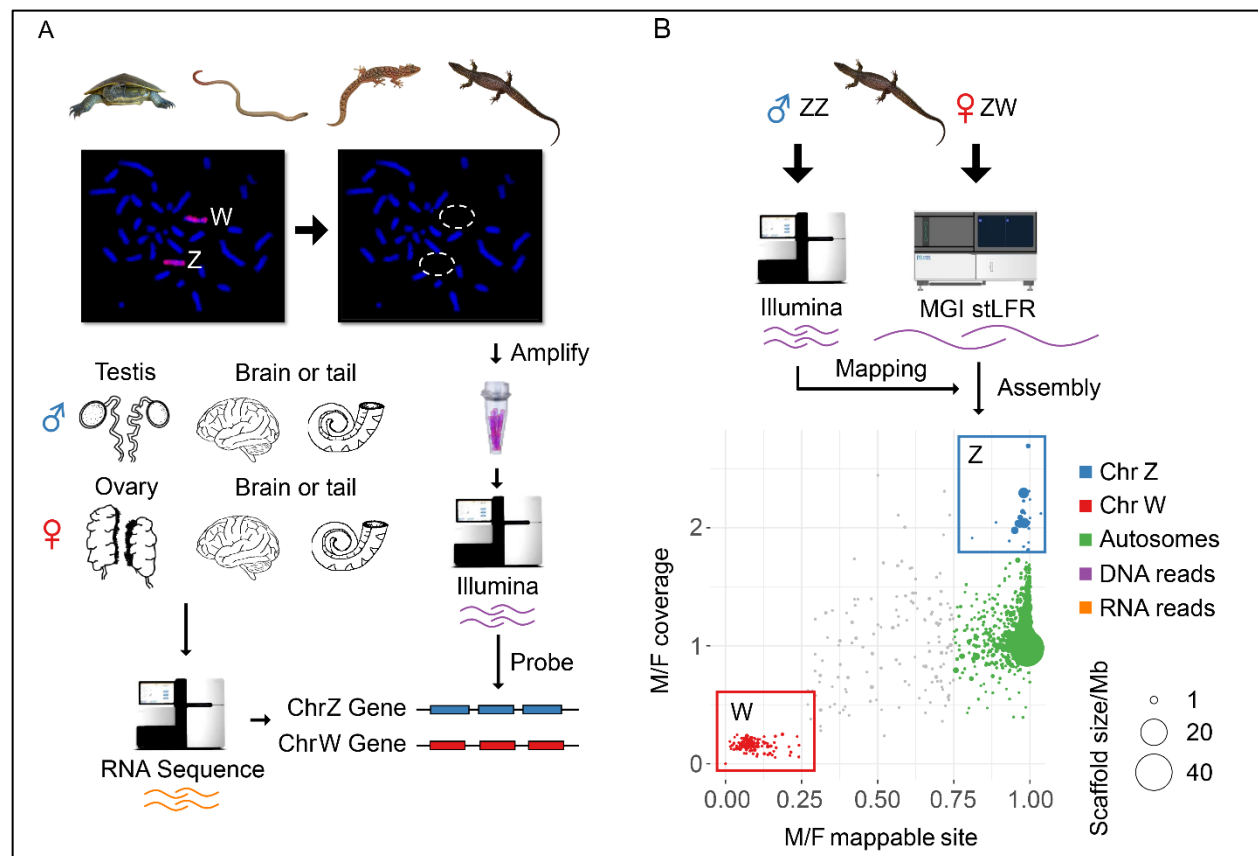 A
W
Z
Amplify
Testis
Brain or tail
♂
Ovary
Brain or tail
♀
Illumina
Probe
ChrZ Gene
ChrW Gene
RNA Sequence
B
♂ ZZ
♀ ZW
Illumina
MGI stLFR
Mapping
Assembly
Z
W
M/F coverage
2
1
0
0.00
0.25
0.50
0.75
1.00
M/F mappable site
Chr Z
Chr W
Autosomes
DNA reads
RNA reads
Scaffold size/Mb
1
20
40